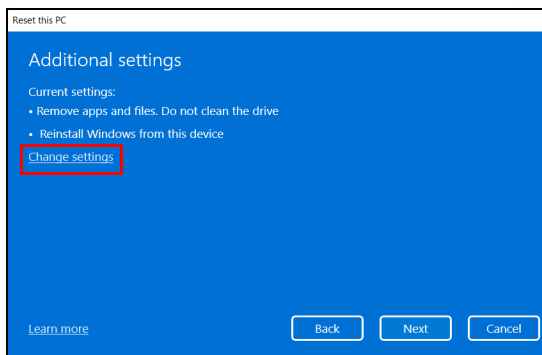 Reset this PC
Additional settings
Current settings:
▪ Remove apps and files. Do not clean the drive
▪ Reinstall Windows from this device
Change settings
Learn more
Back
Next
Cancel